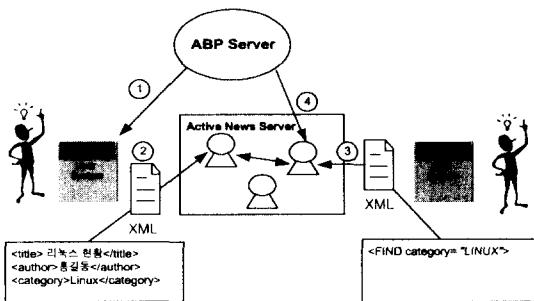 ABP Server
①
④
Active News Server
②
③
XML
XML
<title> 리눅스 현황</title>
<author>홍길동</author>
<category>Linux</category>
<FIND category= "LINUX">